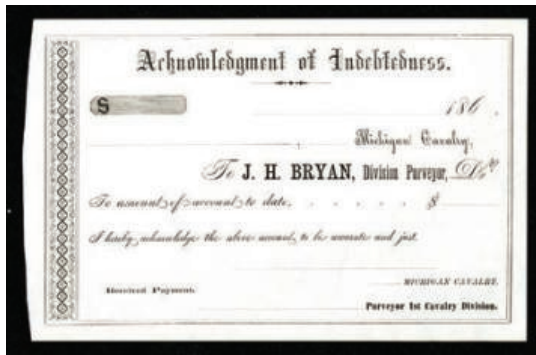 Acknowledgment of Indebtedness.
$
186 .
Michigan Cavalry,
To J. H. BRYAN, Division Purveyor, Dr.
To amount of account to date, . . . . . $
I hereby acknowledge the above account, to be accurate and just.
MICHIGAN CAVALRY.
Received Payment.
Purveyor 1st Cavalry Division.